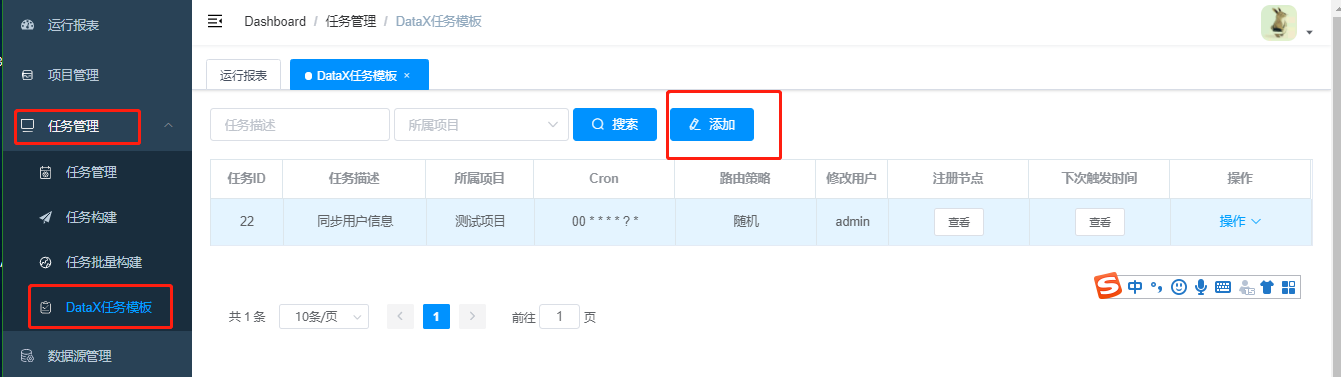 运行报表
项目管理
任务管理
任务管理
任务构建
任务批量构建
DataX任务模板
数据源管理
Dashboard / 任务管理 / DataX任务模板
运行报表 DataX任务模板 ×
任务描述 所属项目 搜索 添加
任务ID 任务描述 所属项目 Cron 路由策略 修改用户 注册节点 下次触发时间 操作
22 同步用户信息 测试项目 00 * * * * ? * 随机 admin 查看 查看 操作
中
共 1 条 10条/页 1 前往 1 页